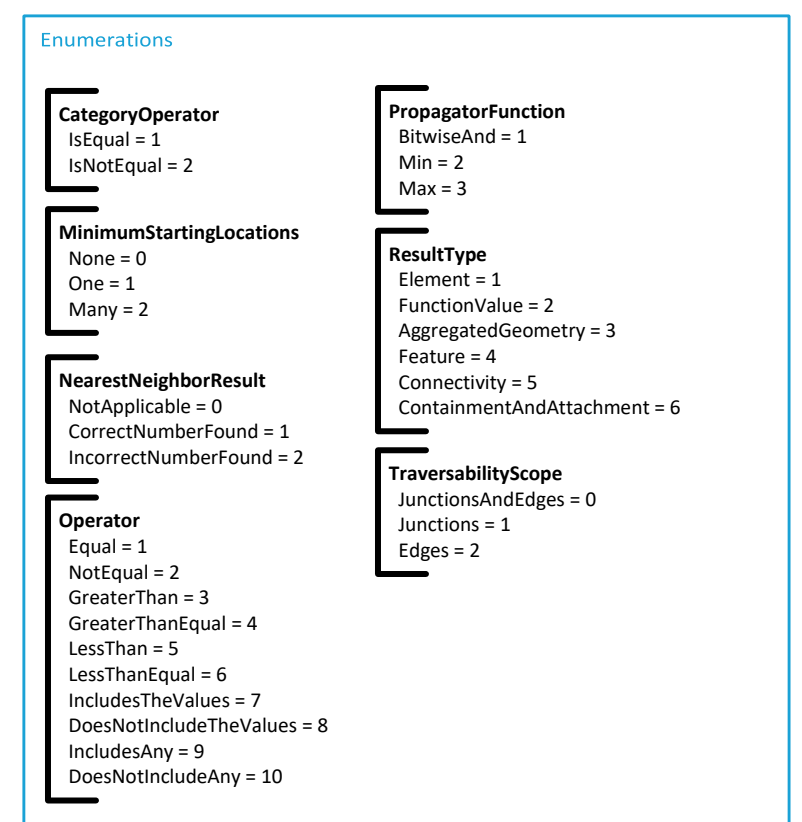 Enumerations
CategoryOperator
IsEqual = 1
IsNotEqual = 2
MinimumStartingLocations
None = 0
One = 1
Many = 2
NearestNeighborResult
NotApplicable = 0
CorrectNumberFound = 1
IncorrectNumberFound = 2
Operator
Equal = 1
NotEqual = 2
GreaterThan = 3
GreaterThanEqual = 4
LessThan = 5
LessThanEqual = 6
IncludesTheValues = 7
DoesNotIncludeTheValues = 8
IncludesAny = 9
DoesNotIncludeAny = 10
PropagatorFunction
BitwiseAnd = 1
Min = 2
Max = 3
ResultType
Element = 1
FunctionValue = 2
AggregatedGeometry = 3
Feature = 4
Connectivity = 5
ContainmentAndAttachment = 6
TraversabilityScope
JunctionsAndEdges = 0
Junctions = 1
Edges = 2